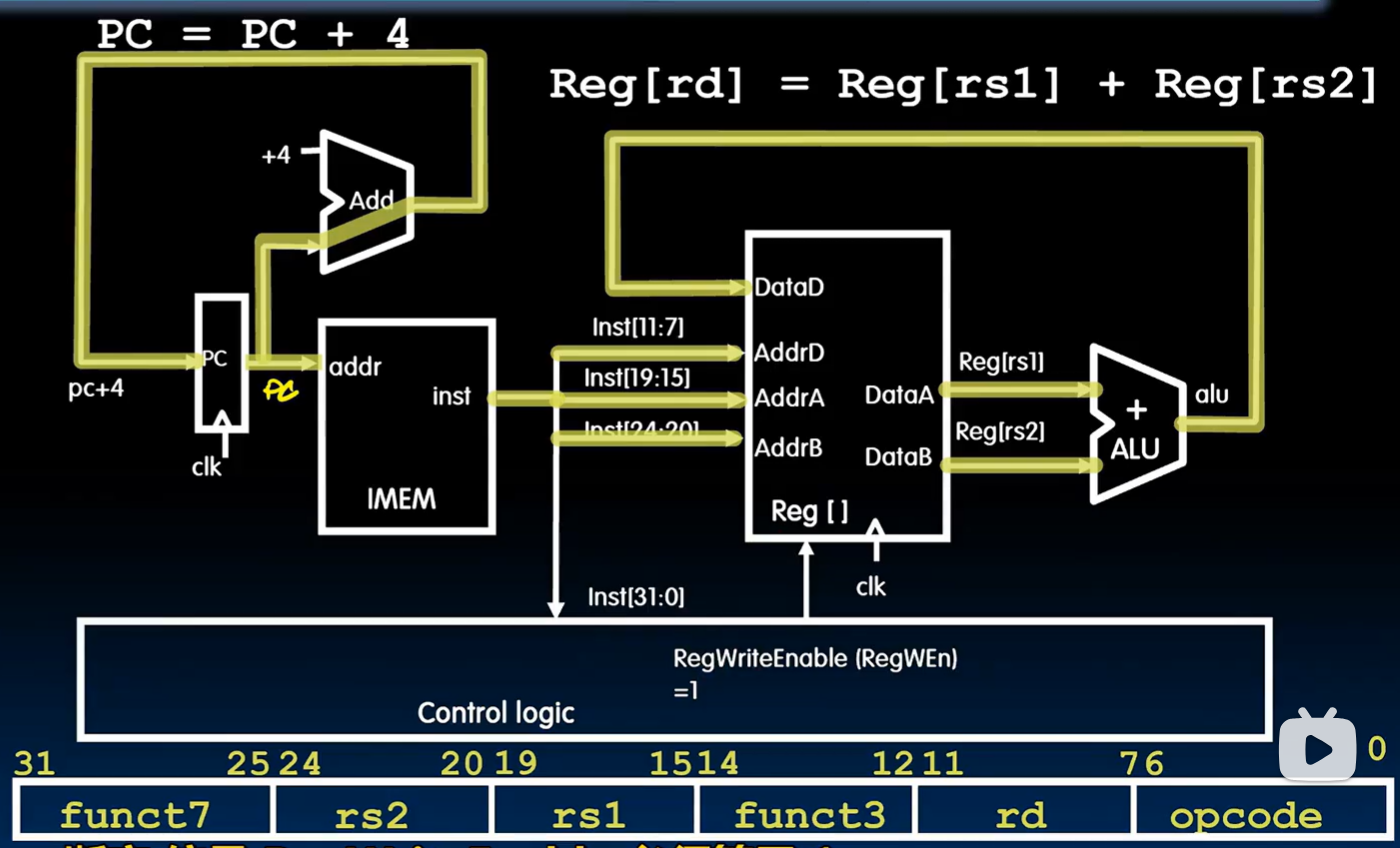 PC = PC + 4
Reg[rd] = Reg[rs1] + Reg[rs2]
+4
Add
DataD
Inst[11:7]
PC
addr
AddrD
Reg[rs1]
pc+4
PC
inst
Inst[19:15]
AddrA
DataA
+
alu
Inst[24:20]
AddrB
Reg[rs2]
DataB
ALU
clk
IMEM
Reg []
clk
Inst[31:0]
RegWriteEnable (RegWEn)
=1
Control logic
31 25 24 20 19 15 14 12 11 7 6 0
funct7 rs2 rs1 funct3 rd opcode